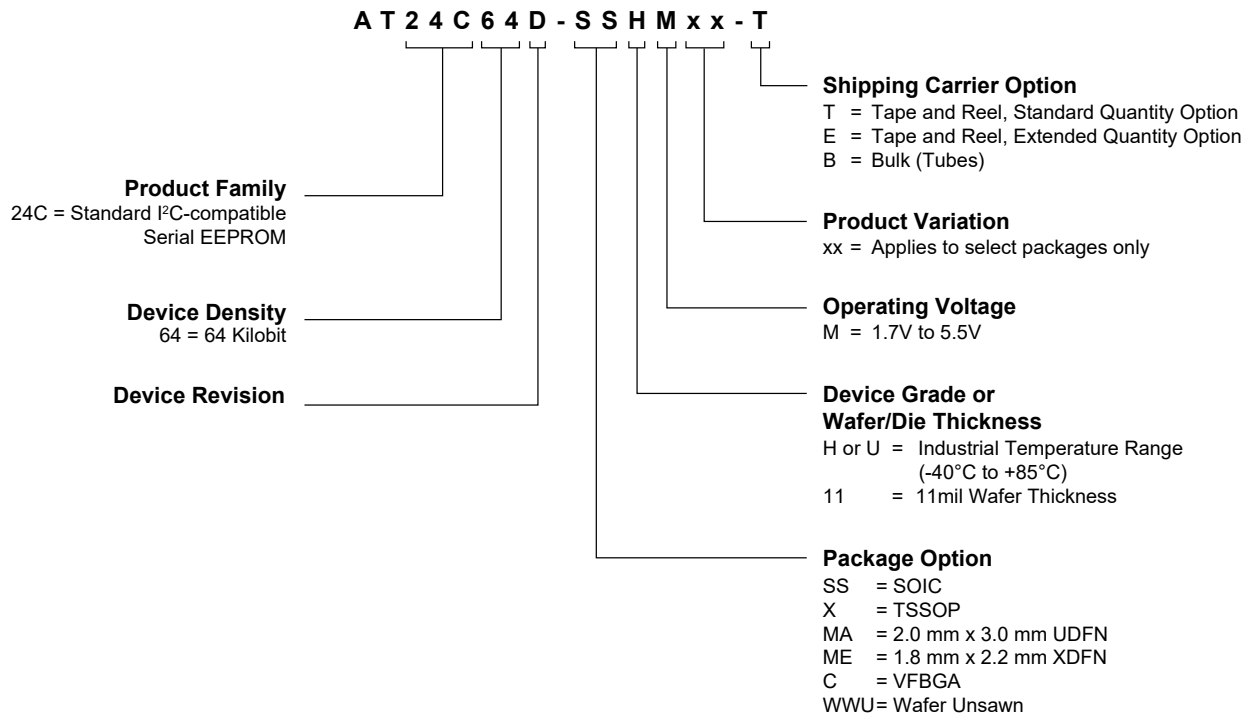 AT24C64D-SSHMxx-T
Product Family
24C = Standard I²C-compatible
Serial EEPROM
Device Density
64 = 64 Kilobit
Device Revision
Shipping Carrier Option
T = Tape and Reel, Standard Quantity Option
E = Tape and Reel, Extended Quantity Option
B = Bulk (Tubes)
Product Variation
xx = Applies to select packages only
Operating Voltage
M = 1.7V to 5.5V
Device Grade or
Wafer/Die Thickness
H or U = Industrial Temperature Range
(-40°C to +85°C)
11 = 11mil Wafer Thickness
Package Option
SS = SOIC
X = TSSOP
MA = 2.0 mm x 3.0 mm UDFN
ME = 1.8 mm x 2.2 mm XDFN
C = VFBGA
WWU= Wafer Unsawn